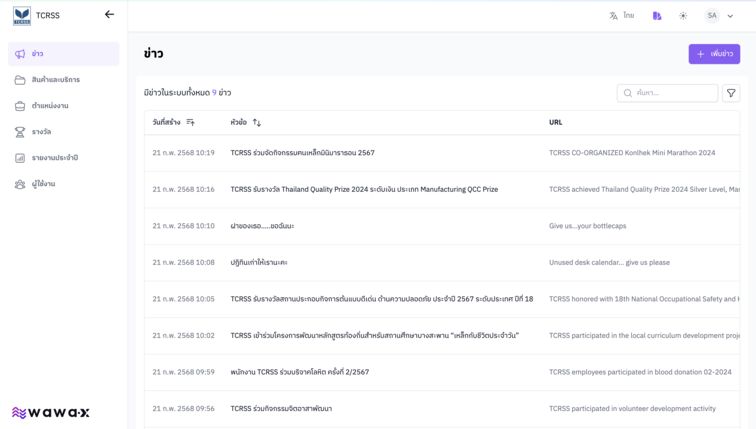 TCRSS
TCRSS
ไทย
SA
ข่าว
สินค้าและบริการ
ตำแหน่งงาน
รางวัล
รายงานประจำปี
ผู้ใช้งาน
wawa·x
ข่าว
เพิ่มข่าว
มีข่าวในระบบทั้งหมด 9 ข่าว
ค้นหา...
วันที่สร้าง หัวข้อ URL
21 ก.พ. 2568 10:19 TCRSS ร่วมจัดกิจกรรมคนเหล็กมินิมาราธอน 2567 TCRSS CO-ORGANIZED Konlhek Mini Marathon 2024
21 ก.พ. 2568 10:16 TCRSS รับรางวัล Thailand Quality Prize 2024 ระดับเงิน ประเภท Manufacturing QCC Prize TCRSS achieved Thailand Quality Prize 2024 Silver Level, Ma
21 ก.พ. 2568 10:10 ฝาของเธอ.....ขอฉันนะ Give us...your bottlecaps
21 ก.พ. 2568 10:08 ปฏิทินเก่าให้เรานะคะ Unused desk calendar... give us please
21 ก.พ. 2568 10:05 TCRSS รับรางวัลสถานประกอบกิจการต้นแบบดีเด่น ด้านความปลอดภัย ประจำปี 2567 ระดับประเทศ ปีที่ 18 TCRSS honored with 18th National Occupational Safety and H
21 ก.พ. 2568 10:02 TCRSS เข้าร่วมโครงการพัฒนาหลักสูตรท้องถิ่นสำหรับสถานศึกษาบางสะพาน “เหล็กกับชีวิตประจำวัน” TCRSS participated in the local curriculum development proj
21 ก.พ. 2568 09:59 พนักงาน TCRSS ร่วมบริจาคโลหิต ครั้งที่ 2/2567 TCRSS employees participated in blood donation 02-2024
21 ก.พ. 2568 09:56 TCRSS ร่วมกิจกรรมจิตอาสาพัฒนา TCRSS participated in volunteer development activity